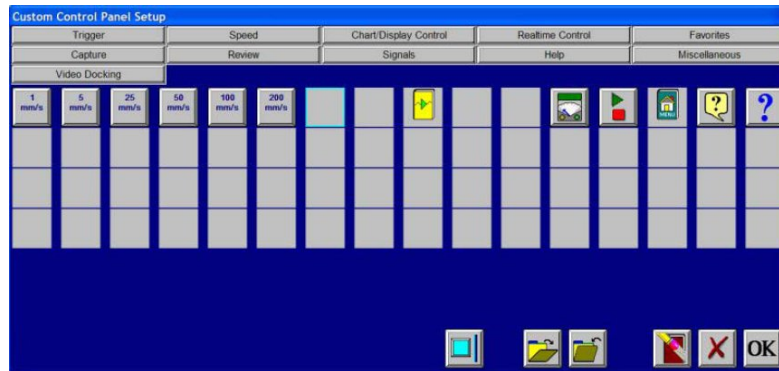 Custom Control Panel Setup
Trigger Speed Chart/Display Control Realtime Control Favorites
Capture Review Signals Help Miscellaneous
Video Docking
1 5 25 50 100 200
mm/s mm/s mm/s mm/s mm/s mm/s
MENU ? ?
OK